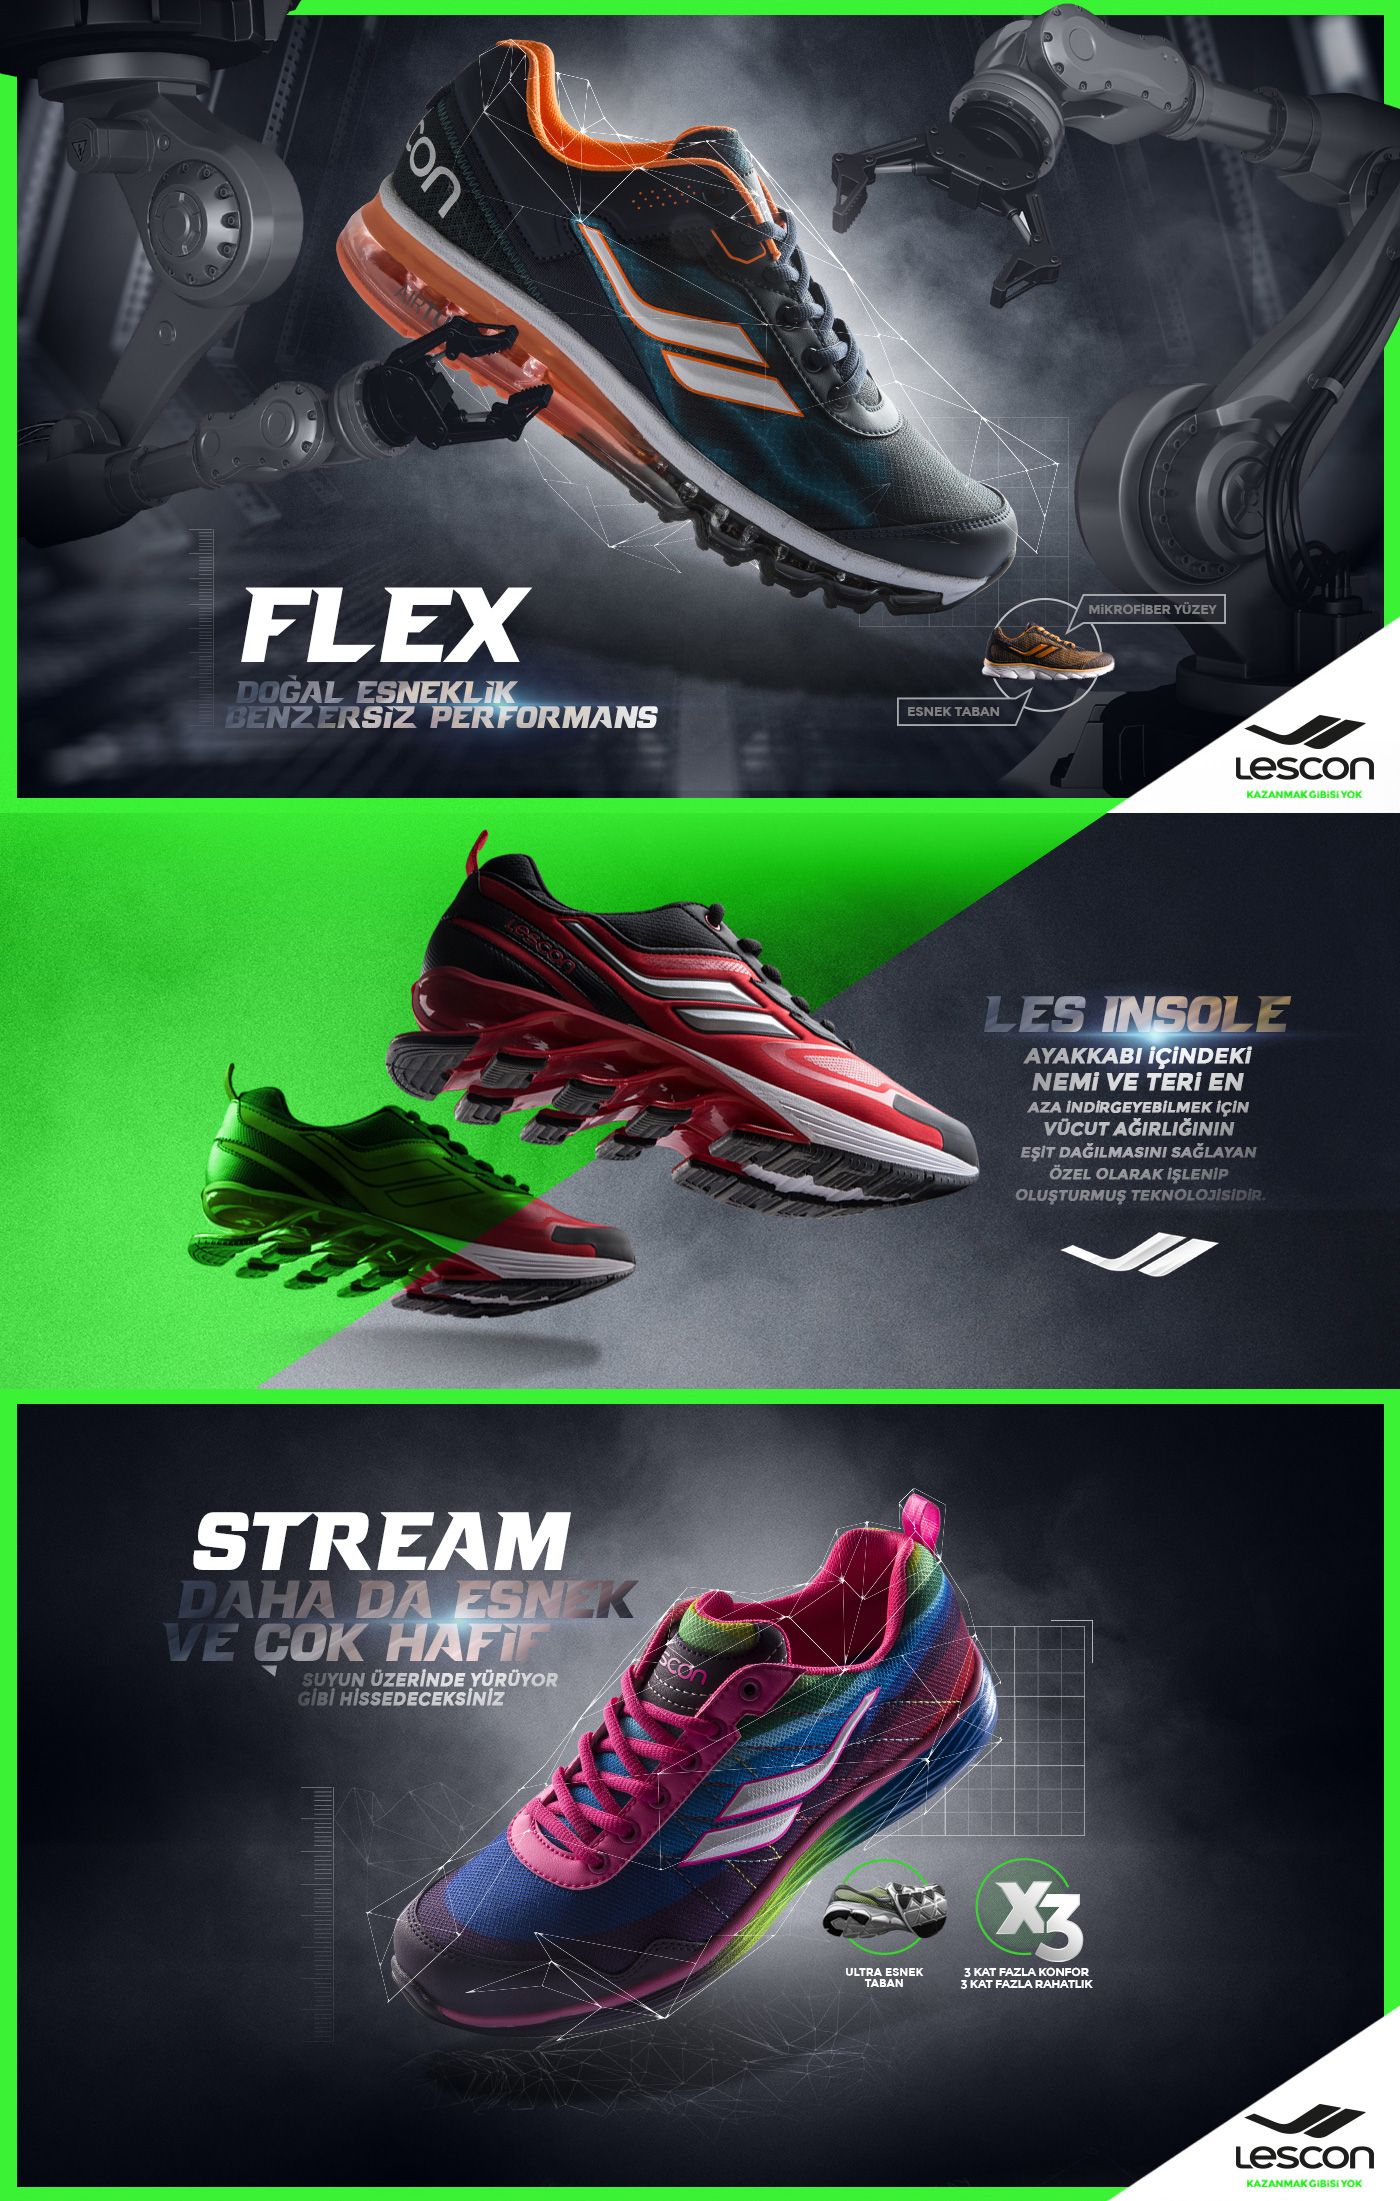 con
FLEX
DOĞAL ESNEKLİK
BENZERSİZ PERFORMANS
MİKROFİBER YÜZEY
ESNEK TABAN
Lescon
KAZANMAK GİBİSİ YOK
Lescon
LES INSOLE
AYAKKABI İÇİNDEKİ
NEMİ VE TERİ EN
AZA İNDİRGEYEBİLMEK İÇİN
VÜCUT AĞIRLIĞININ
EŞİT DAĞILMASINI SAĞLAYAN
ÖZEL OLARAK İŞLENİP
OLUŞTURMUŞ TEKNOLOJİSİDİR.
STREAM
DAHA DA ESNEK
VE ÇOK HAFİF
SUYUN ÜZERİNDE YÜRÜYOR
GİBİ HİSSEDECEKSİNİZ
scon
X3
ULTRA ESNEK
TABAN
3 KAT FAZLA KONFOR
3 KAT FAZLA RAHATLIK
Lescon
KAZANMAK GİBİSİ YOK